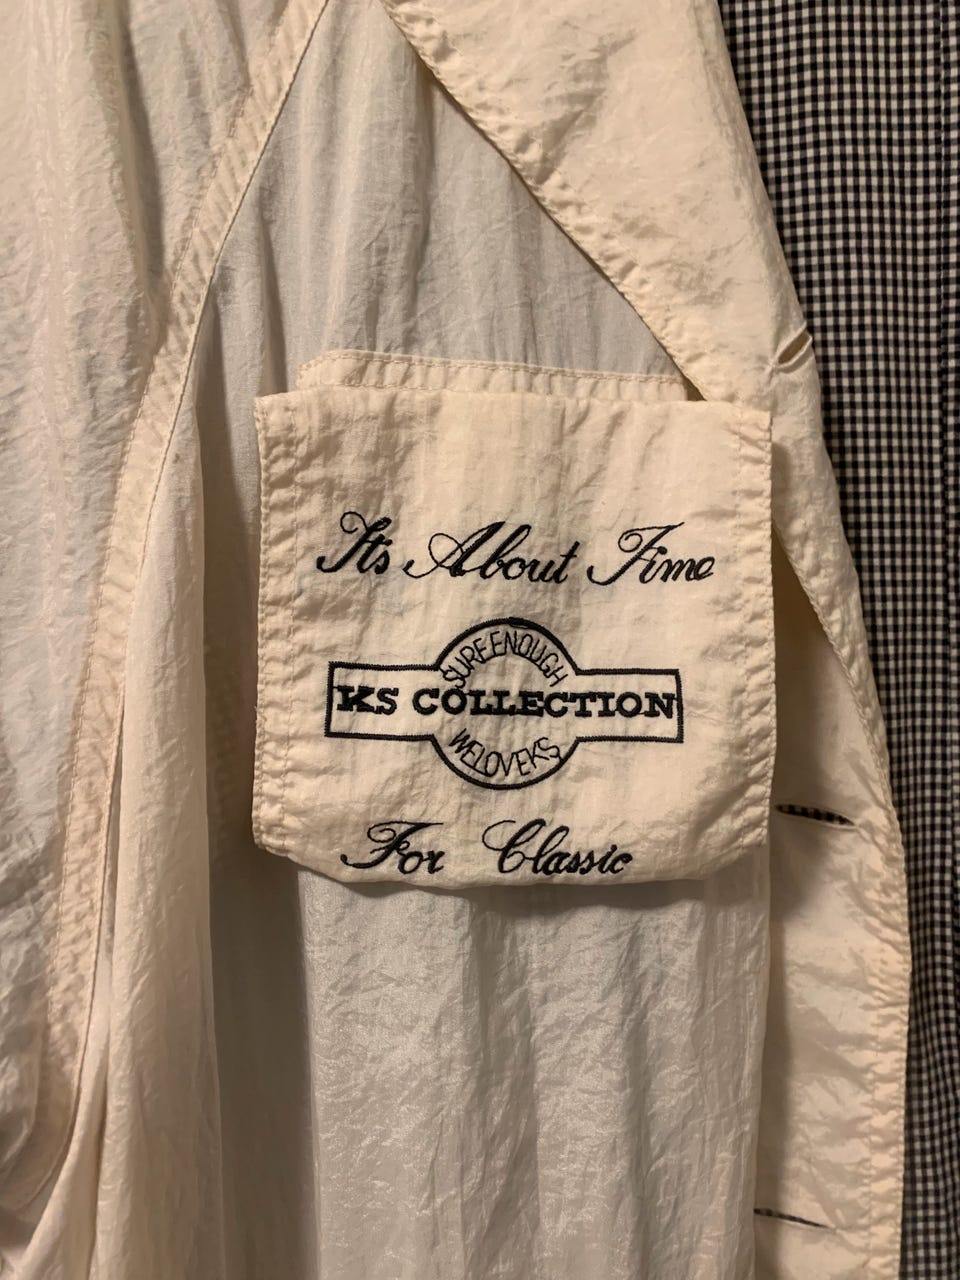 Its About Time
SUREENOUGH
KS COLLECTION
WELOVEKS
For Classic